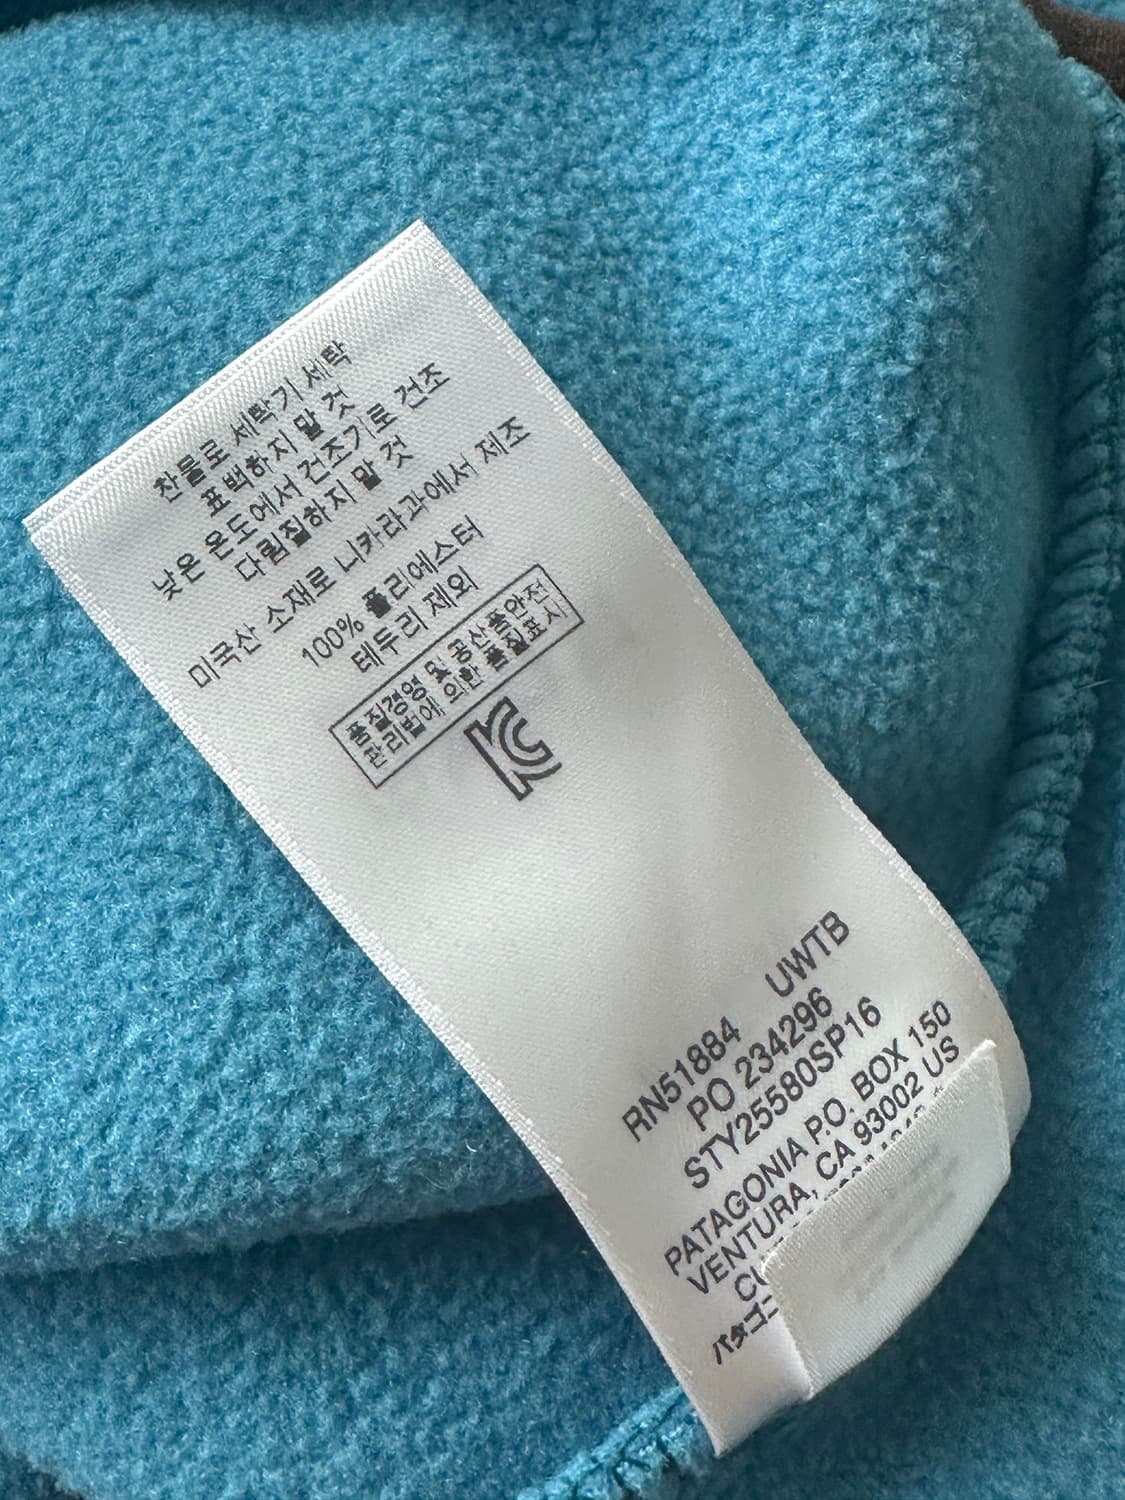 찬물로 세탁기 세탁
표백하지 말 것
낮은 온도에서 건조기로 건조
다림질하지 말 것
미국산 소재로 니카라과에서 제조
100% 폴리에스터
테두리 제외
품질경영 및 공산품안전
관리법에 의한 품질표시
UWTB
RN51884
PO 234296
STY25580SP16
PATAGONIA P.O. BOX 150
VENTURA, CA 93002 US
パタゴニ